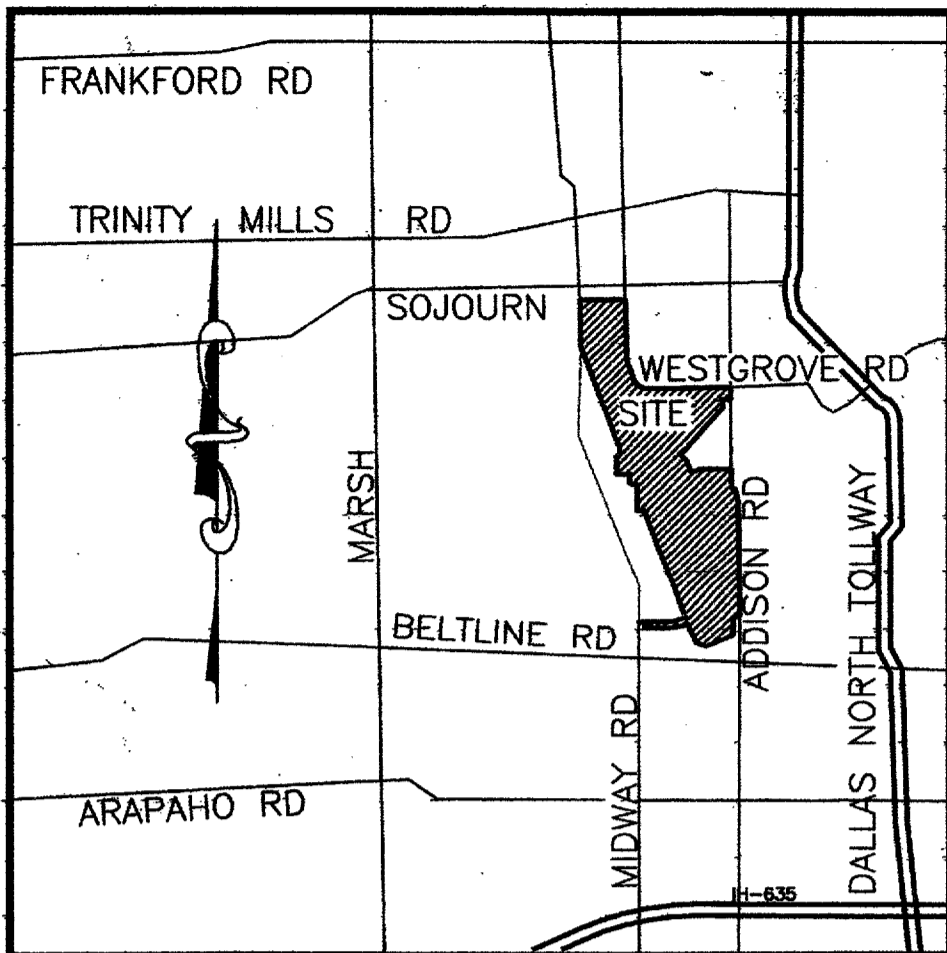 FRANKFORD RD
TRINITY MILLS RD
SOJOURN
WESTGROVE RD
SITE
MARSH
ADDISON RD
DALLAS NORTH TOLLWAY
BELTLINE RD
MIDWAY RD
ARAPAHO RD
IH-635